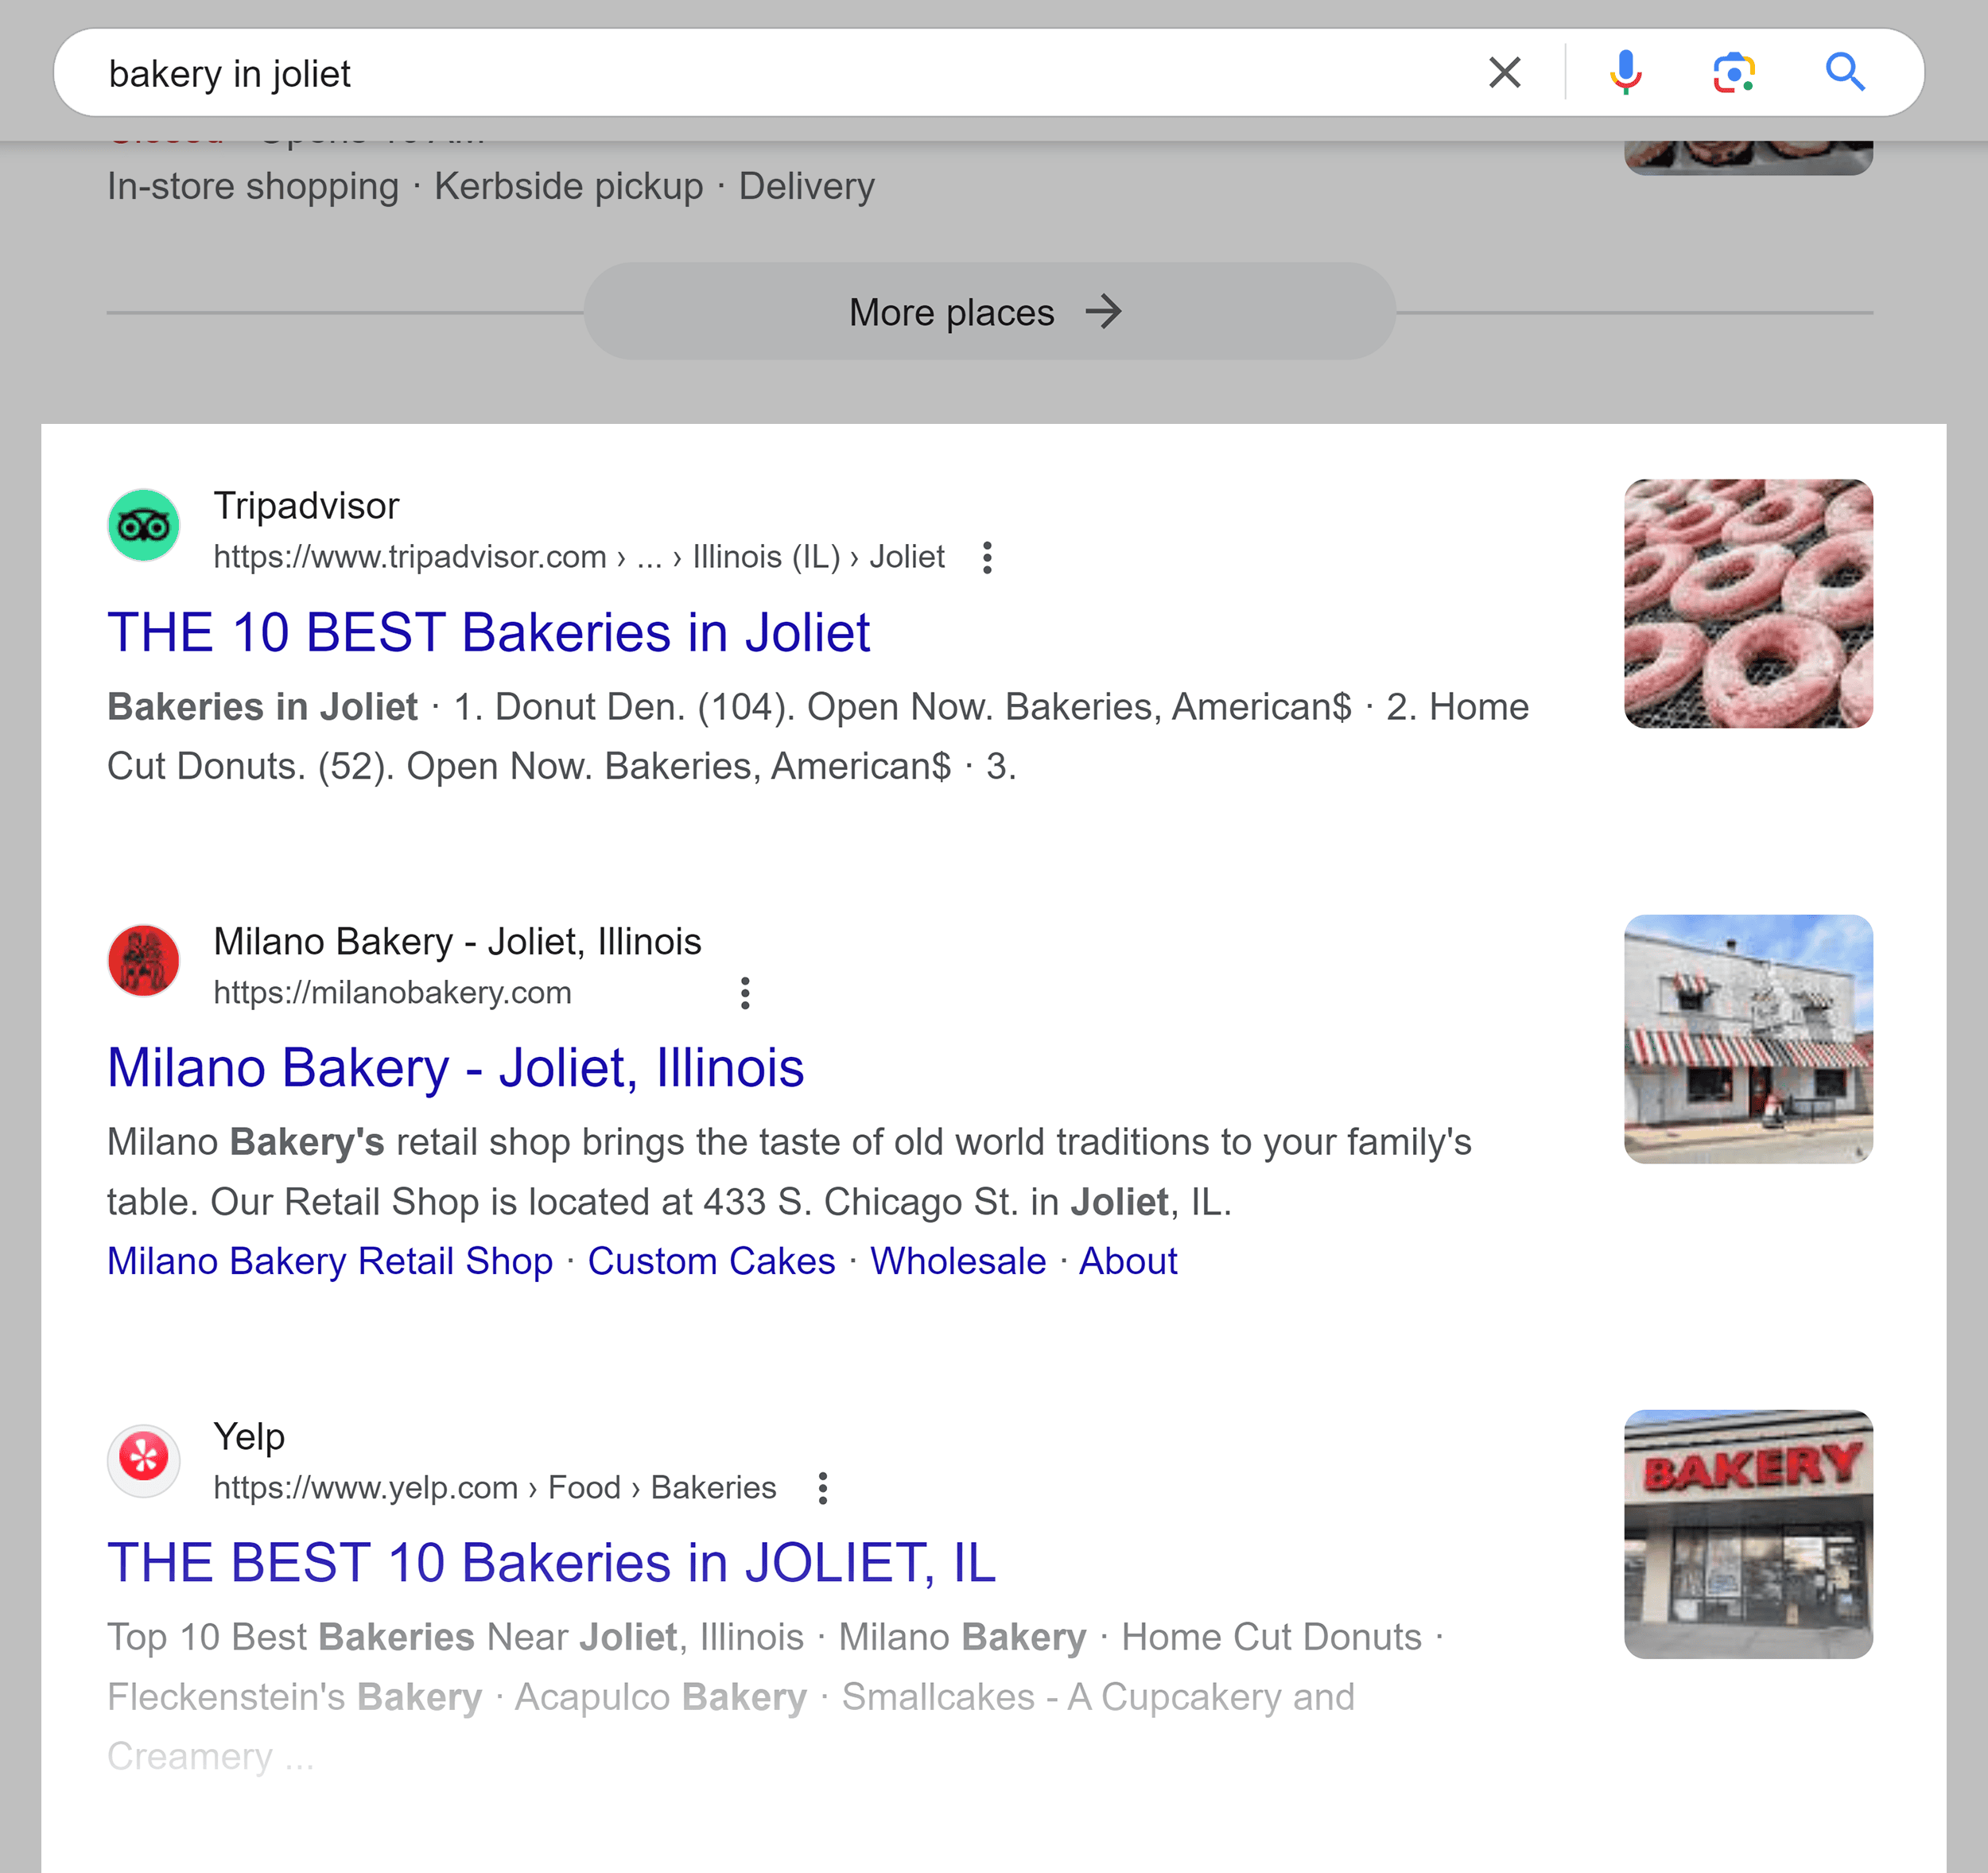 bakery in joliet
Closed · Opens 10 AM
In-store shopping · Kerbside pickup · Delivery
More places
Tripadvisor
https://www.tripadvisor.com › ... › Illinois (IL) › Joliet
THE 10 BEST Bakeries in Joliet
Bakeries in Joliet · 1. Donut Den. (104). Open Now. Bakeries, American$ · 2. Home
Cut Donuts. (52). Open Now. Bakeries, American$ · 3.
Milano Bakery - Joliet, Illinois
https://milanobakery.com
Milano Bakery - Joliet, Illinois
Milano Bakery's retail shop brings the taste of old world traditions to your family's
table. Our Retail Shop is located at 433 S. Chicago St. in Joliet, IL.
Milano Bakery Retail Shop · Custom Cakes · Wholesale · About
Yelp
https://www.yelp.com › Food › Bakeries
BAKERY
THE BEST 10 Bakeries in JOLIET, IL
Top 10 Best Bakeries Near Joliet, Illinois · Milano Bakery · Home Cut Donuts ·
Fleckenstein's Bakery · Acapulco Bakery · Smallcakes - A Cupcakery and
Creamery ...